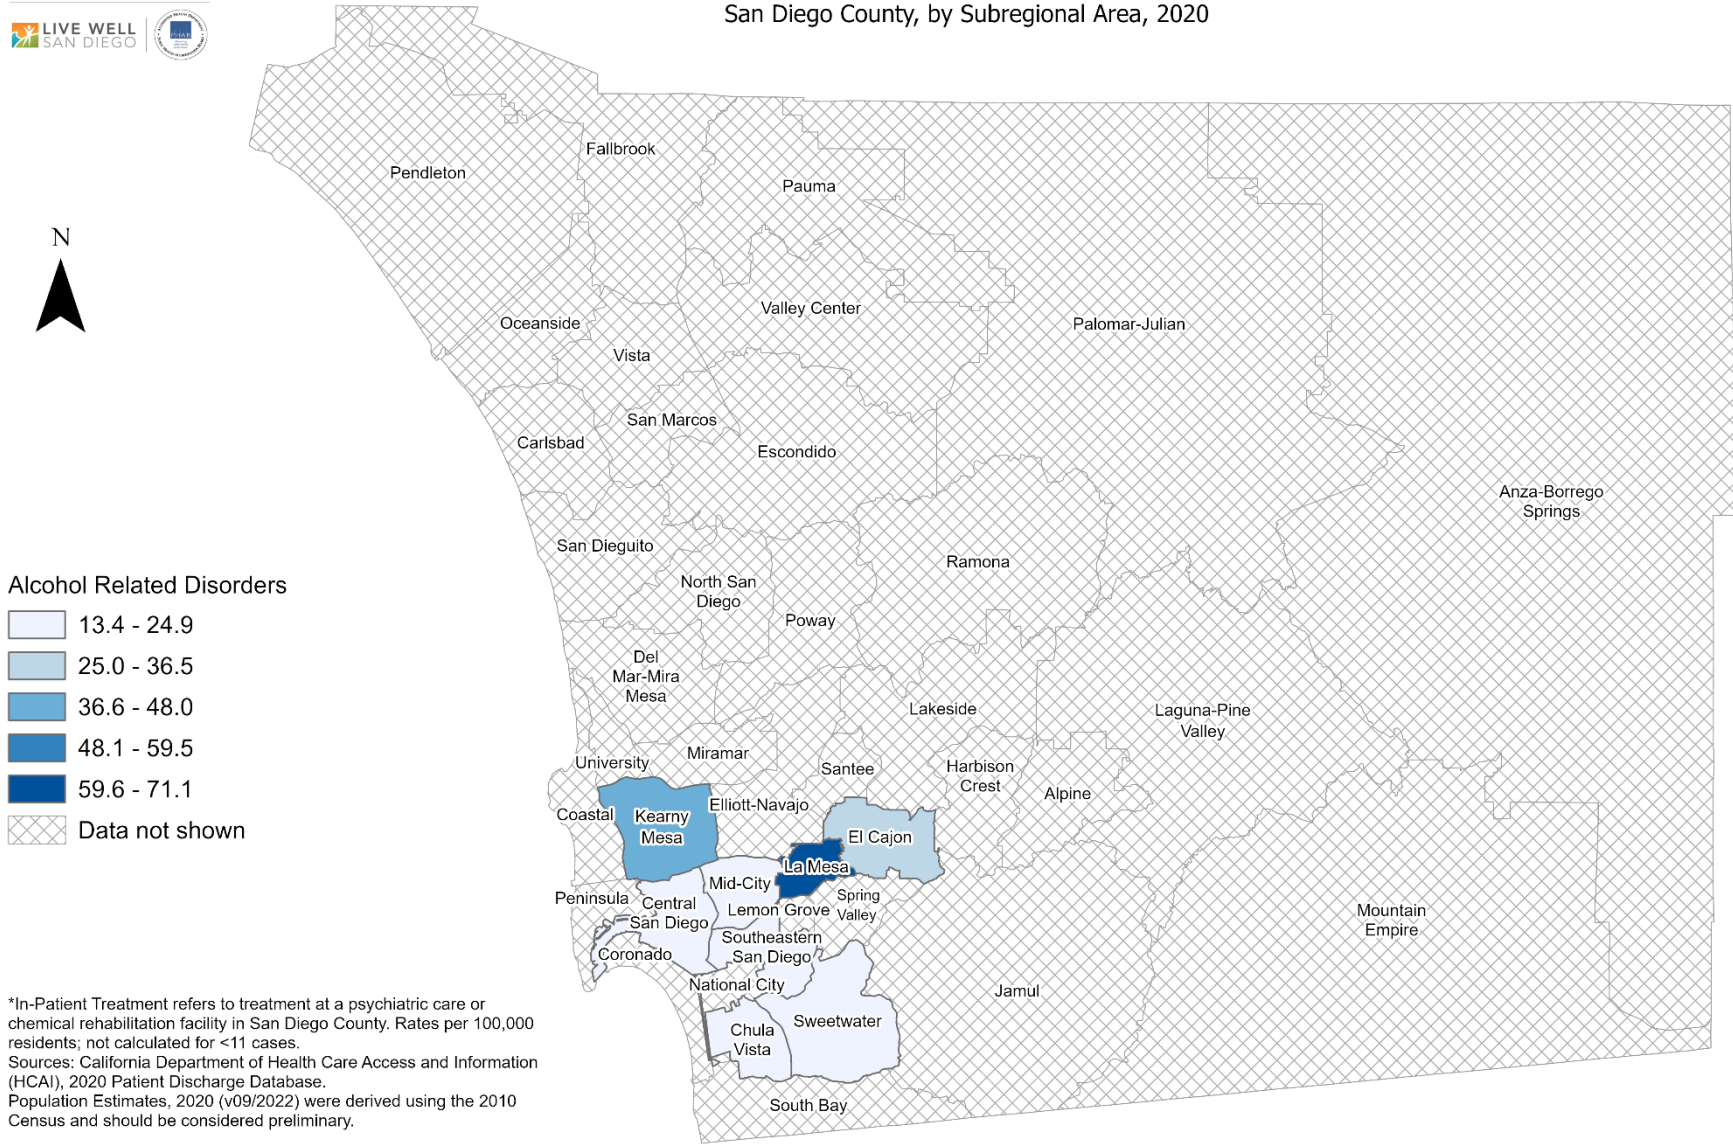 San Diego County, by Subregional Area, 2020
LIVE WELL
SAN DIEGO
PHAB
N
Fallbrook
Pendleton
Pauma
Valley Center
Oceanside
Palomar-Julian
Vista
San Marcos
Carlsbad
Escondido
Anza-Borrego
Springs
San Dieguito
Ramona
North San
Diego
Poway
Del
Mar-Mira
Mesa
Lakeside
Laguna-Pine
Valley
Miramar
University
Santee
Harbison
Crest
Alpine
Elliott-Navajo
Coastal
Kearny
Mesa
El Cajon
La Mesa
Mid-City
Peninsula
Central
San Diego
Spring
Valley
Lemon Grove
Mountain
Empire
Southeastern
San Diego
Coronado
National City
Jamul
Sweetwater
Chula
Vista
South Bay
Alcohol Related Disorders
13.4 - 24.9
25.0 - 36.5
36.6 - 48.0
48.1 - 59.5
59.6 - 71.1
Data not shown
*In-Patient Treatment refers to treatment at a psychiatric care or
chemical rehabilitation facility in San Diego County. Rates per 100,000
residents; not calculated for <11 cases.
Sources: California Department of Health Care Access and Information
(HCAI), 2020 Patient Discharge Database.
Population Estimates, 2020 (v09/2022) were derived using the 2010
Census and should be considered preliminary.